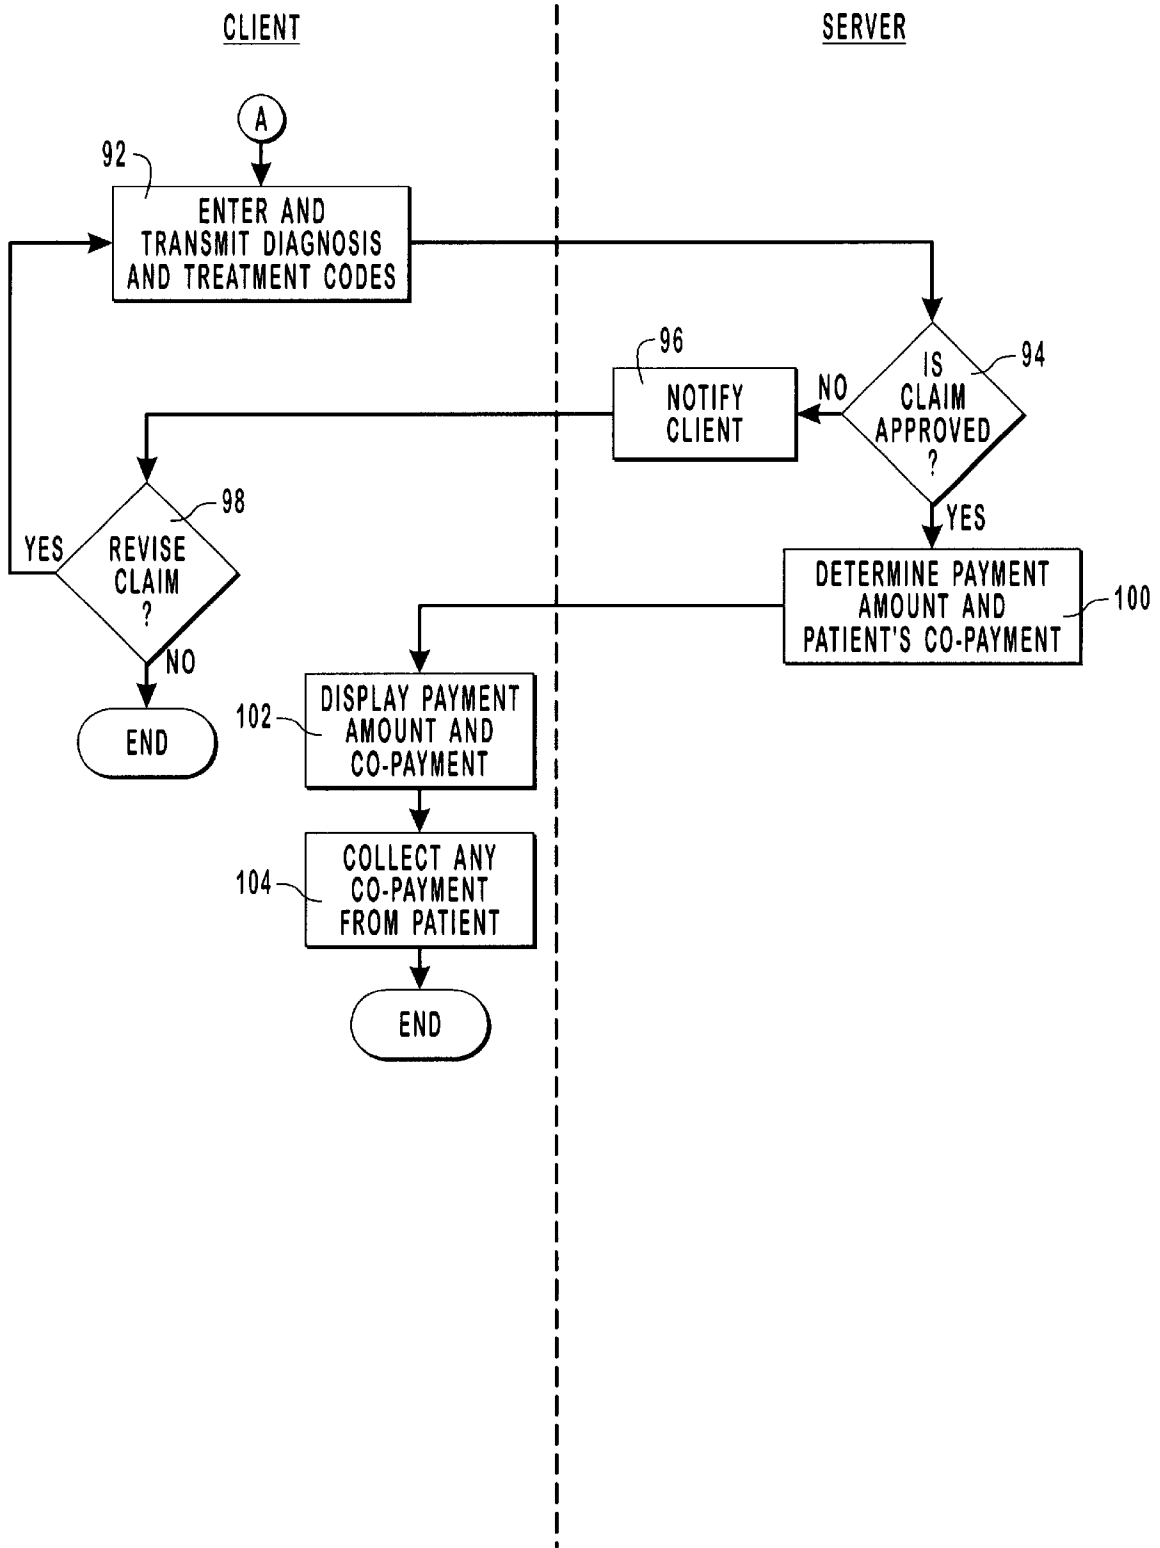 CLIENT
SERVER
A
92
ENTER AND
TRANSMIT DIAGNOSIS
AND TREATMENT CODES
96
NOTIFY
CLIENT
NO
94
IS
CLAIM
APPROVED
?
YES
98
YES
REVISE
CLAIM
?
NO
END
DETERMINE PAYMENT
AMOUNT AND
PATIENT'S CO-PAYMENT
100
102
DISPLAY PAYMENT
AMOUNT AND
CO-PAYMENT
104
COLLECT ANY
CO-PAYMENT
FROM PATIENT
END